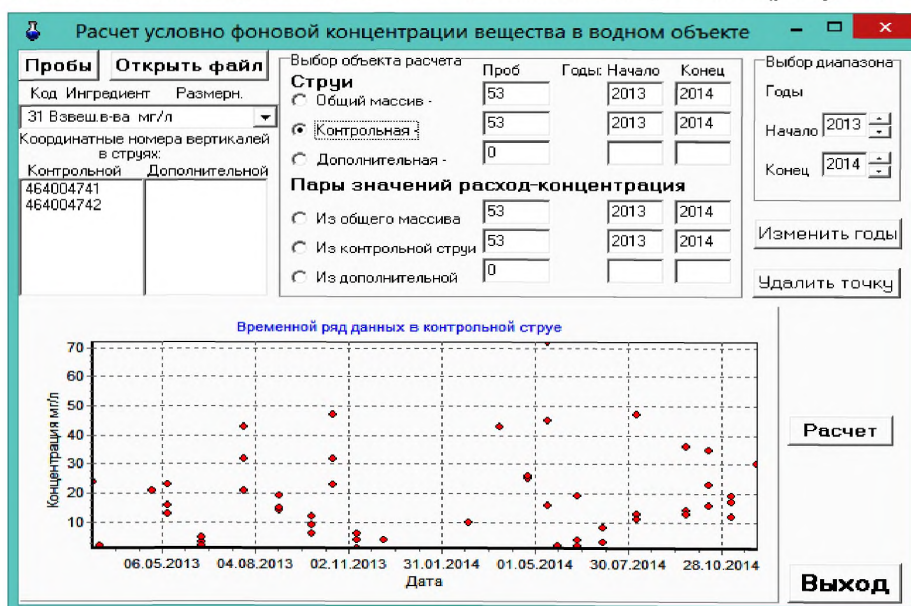 Расчет условно фоновой концентрации вещества в водном объекте
Пробы Открыть файл
Код Ингредиент Размерн.
31 Взвеш.в-ва мг/л
Координатные номера вертикалей
в струях:
Контрольной Дополнительной
464004741
464004742
Выбор объекта расчета
Струи Проб Годы: Начало Конец
Общий массив - 53 2013 2014
Контрольная - 53 2013 2014
Дополнительная - 0
Пары значений расход-концентрация
Из общего массива 53 2013 2014
Из контрольной струи 53 2013 2014
Из дополнительной 0
Выбор диапазона
Годы
Начало 2013
Конец 2014
Изменить годы
Удалить точку
Временной ряд данных в контрольной струе
Концентрация мг/л
70
60
50
40
30
20
10
06.05.2013 04.08.2013 02.11.2013 31.01.2014 01.05.2014 30.07.2014 28.10.2014
Дата
Расчет
Выход